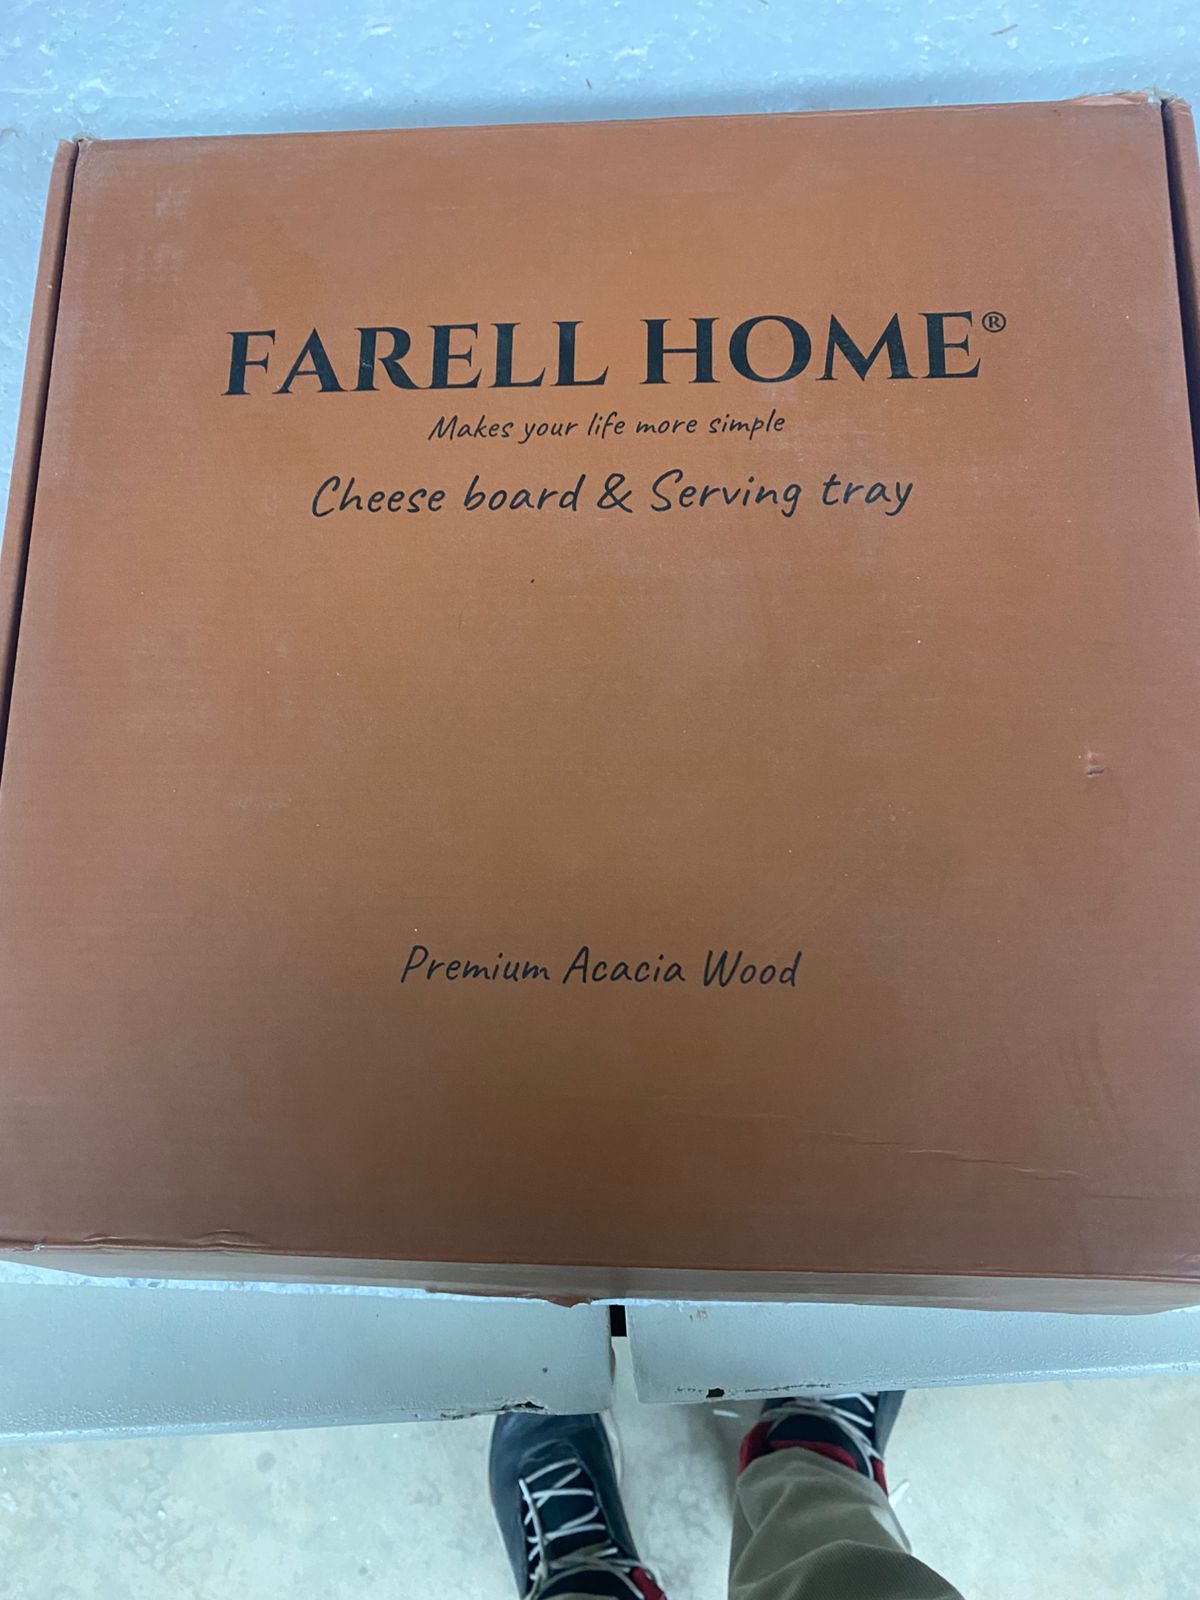 FARELL HOME®
Makes your life more simple
Cheese board & Serving tray
Premium Acacia Wood